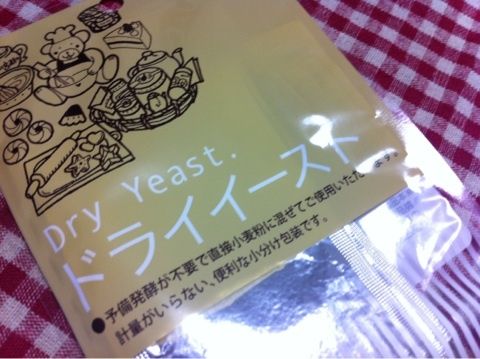 Dry Yeast.
ドライイースト
●予備発酵が不要で直接小麦粉に混ぜてご使用いただけます。
計量がいらない、便利な小分け包装です。